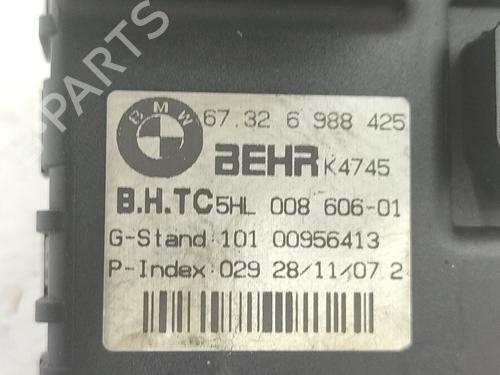 PARTS
BMW
67.32 6 988 425
BEHR K4745
B.H.TC 5HL 008 606-01
G-Stand:101 00956413
P-Index:029 28/11/07 2